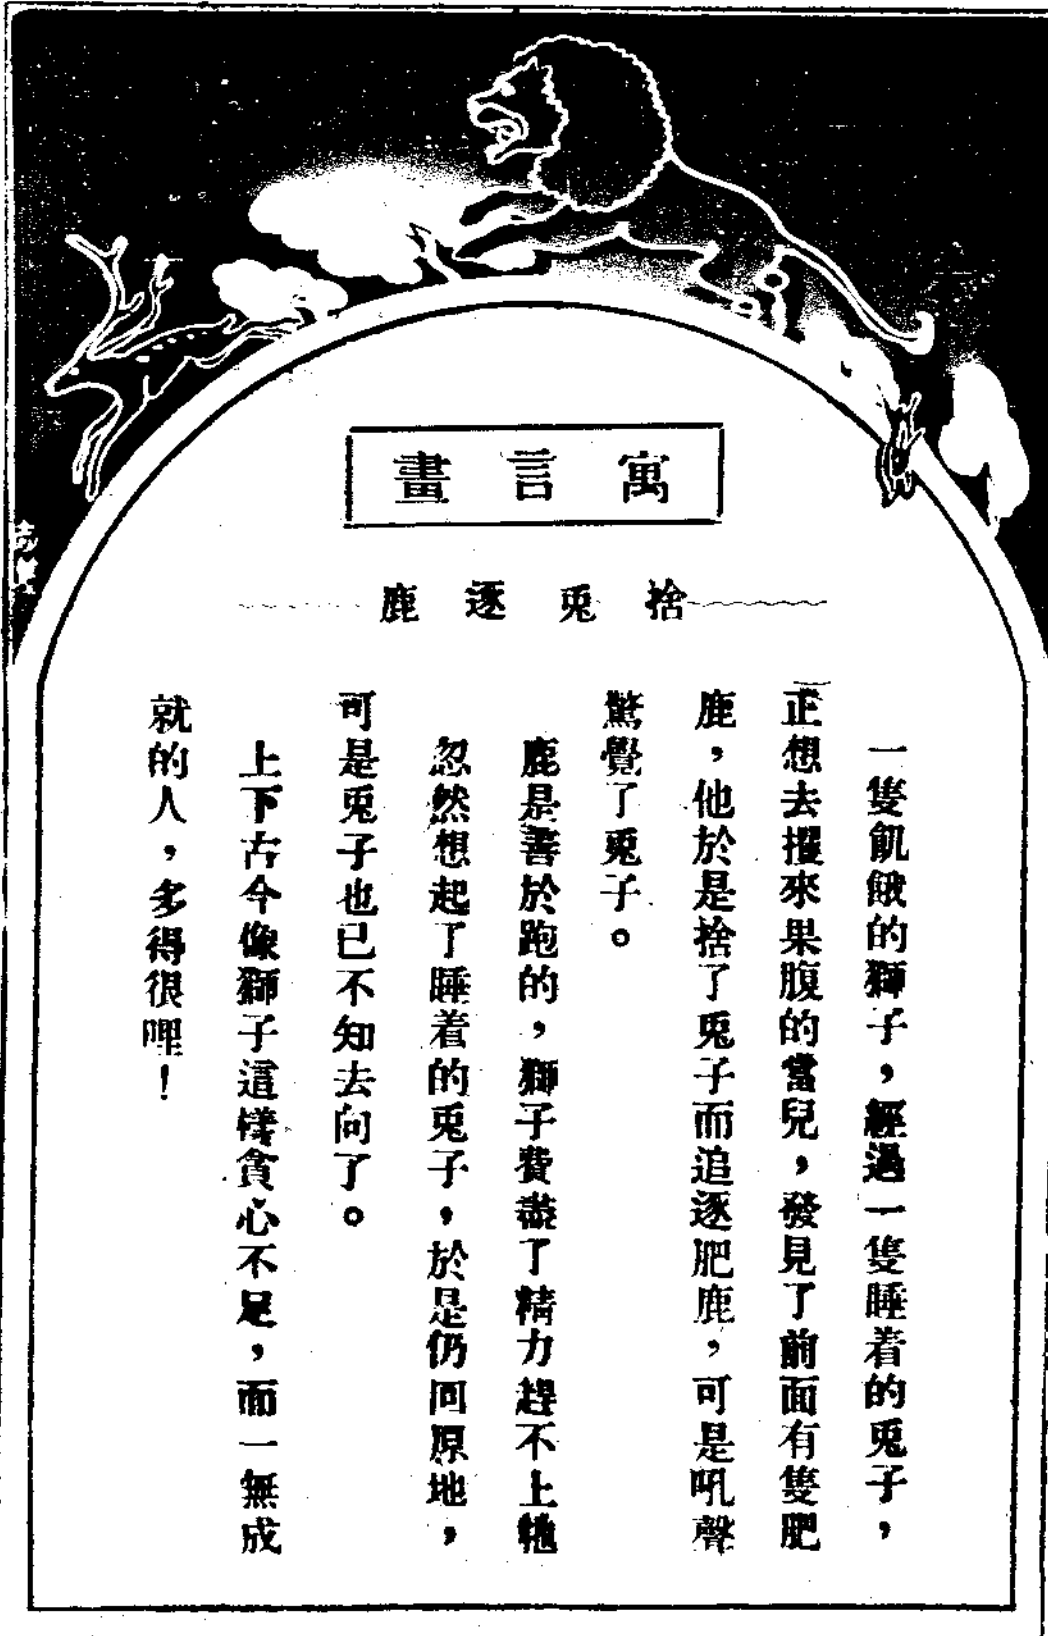 寓言畫
捨兎逐鹿
一隻飢餓的獅子，經過一隻睡着的兎子，
正想去攫來果腹的當兒，發見了前面有隻肥
鹿，他於是捨了兎子而追逐肥鹿，可是吼聲
驚覺了兎子。
鹿是善於跑的，獅子費盡了精力趕不上牠
忽然想起了睡着的兎子，於是仍囘原地，
可是兎子也已不知去向了。
上下古今像獅子這樣貪心不足，而一無成
就的人，多得很哩！